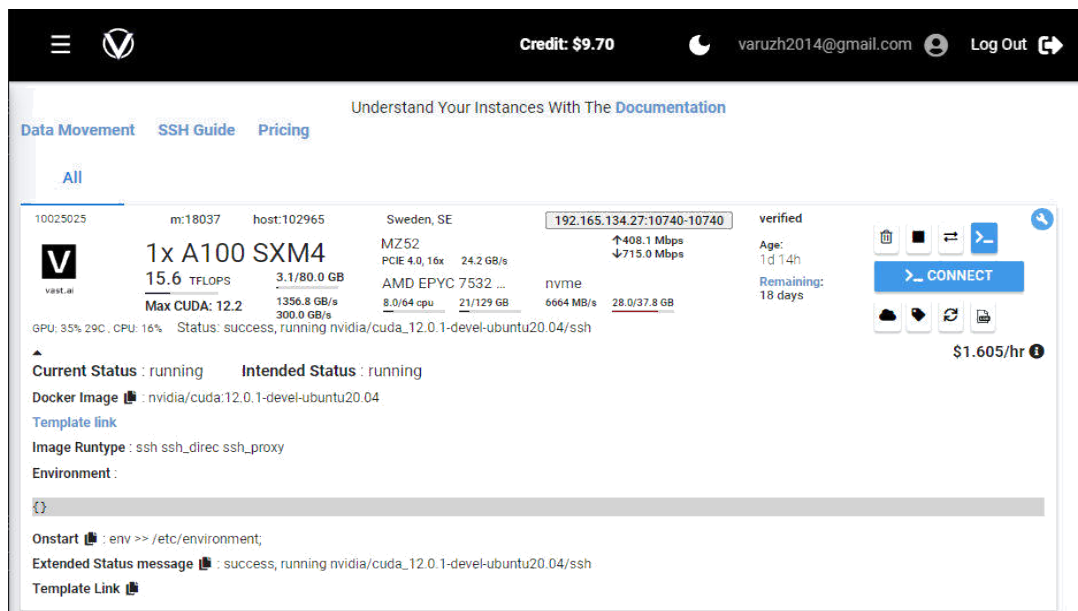 Credit: $9.70 varuzh2014@gmail.com Log Out
Understand Your Instances With The Documentation
Data Movement SSH Guide Pricing
All
10025025 m:18037 host:102965 Sweden, SE 192.165.134.27:10740-10740 verified
V
vast.ai
1x A100 SXM4
15.6 TFLOPS 3.1/80.0 GB
Max CUDA: 12.2 1356.8 GB/s
300.0 GB/s
MZ52
PCIE 4.0, 16x 24.2 GB/s
AMD EPYC 7532 ...
8.0/64 cpu 21/129 GB
↑408.1 Mbps
↓715.0 Mbps
nvme
6664 MB/s 28.0/37.8 GB
Age:
1d 14h
Remaining:
18 days
>_
>_ CONNECT
GPU: 35% 29C , CPU: 16% Status: success, running nvidia/cuda_12.0.1-devel-ubuntu20.04/ssh
$1.605/hr
Current Status : running Intended Status : running
Docker Image : nvidia/cuda:12.0.1-devel-ubuntu20.04
Template link
Image Runtype : ssh ssh_direc ssh_proxy
Environment :
{}
Onstart : env >> /etc/environment;
Extended Status message : success, running nvidia/cuda_12.0.1-devel-ubuntu20.04/ssh
Template Link